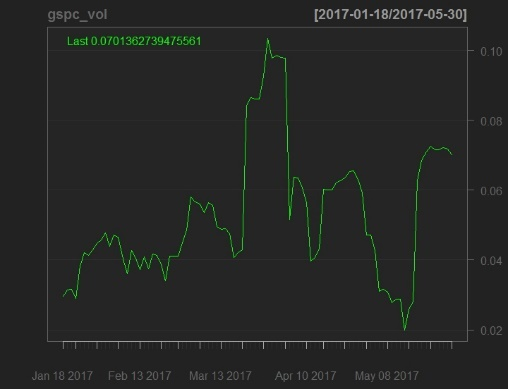 gspc_vol [2017-01-18/2017-05-30]
Last 0.0701362739475561
0.10
0.08
0.06
0.04
0.02
Jan 18 2017 Feb 13 2017 Mar 13 2017 Apr 10 2017 May 08 2017